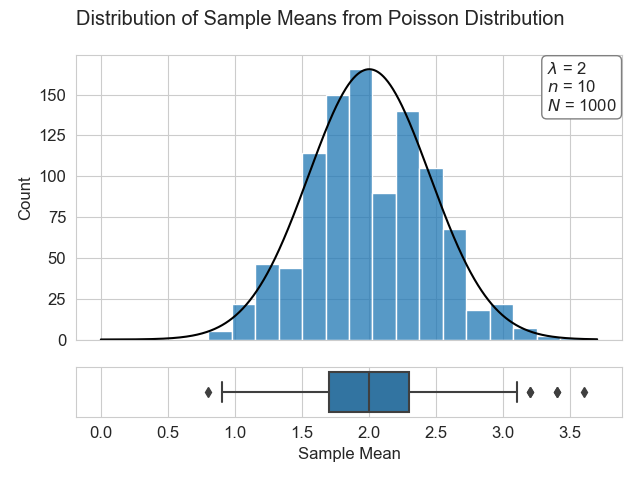 Distribution of Sample Means from Poisson Distribution
λ = 2
n = 10
N = 1000
Count
150
125
100
75
50
25
0
0.0 0.5 1.0 1.5 2.0 2.5 3.0 3.5
Sample Mean